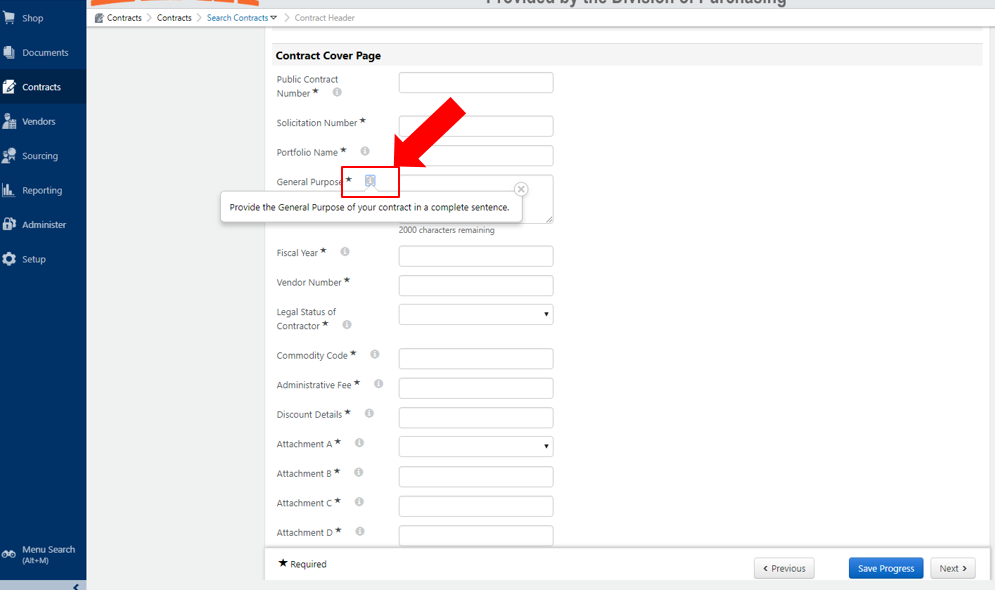 Provided by the Division of Purchasing
Shop
Documents
Contracts
Vendors
Sourcing
Reporting
Administer
Setup
Menu Search
(Alt+M)
Contracts > Contracts > Search Contracts > Contract Header
Contract Cover Page
Public Contract
Number ★
Solicitation Number ★
Portfolio Name ★
General Purpose ★
Provide the General Purpose of your contract in a complete sentence.
2000 characters remaining
Fiscal Year ★
Vendor Number ★
Legal Status of
Contractor ★
Commodity Code ★
Administrative Fee ★
Discount Details ★
Attachment A ★
Attachment B ★
Attachment C ★
Attachment D ★
★ Required
< Previous
Save Progress
Next >